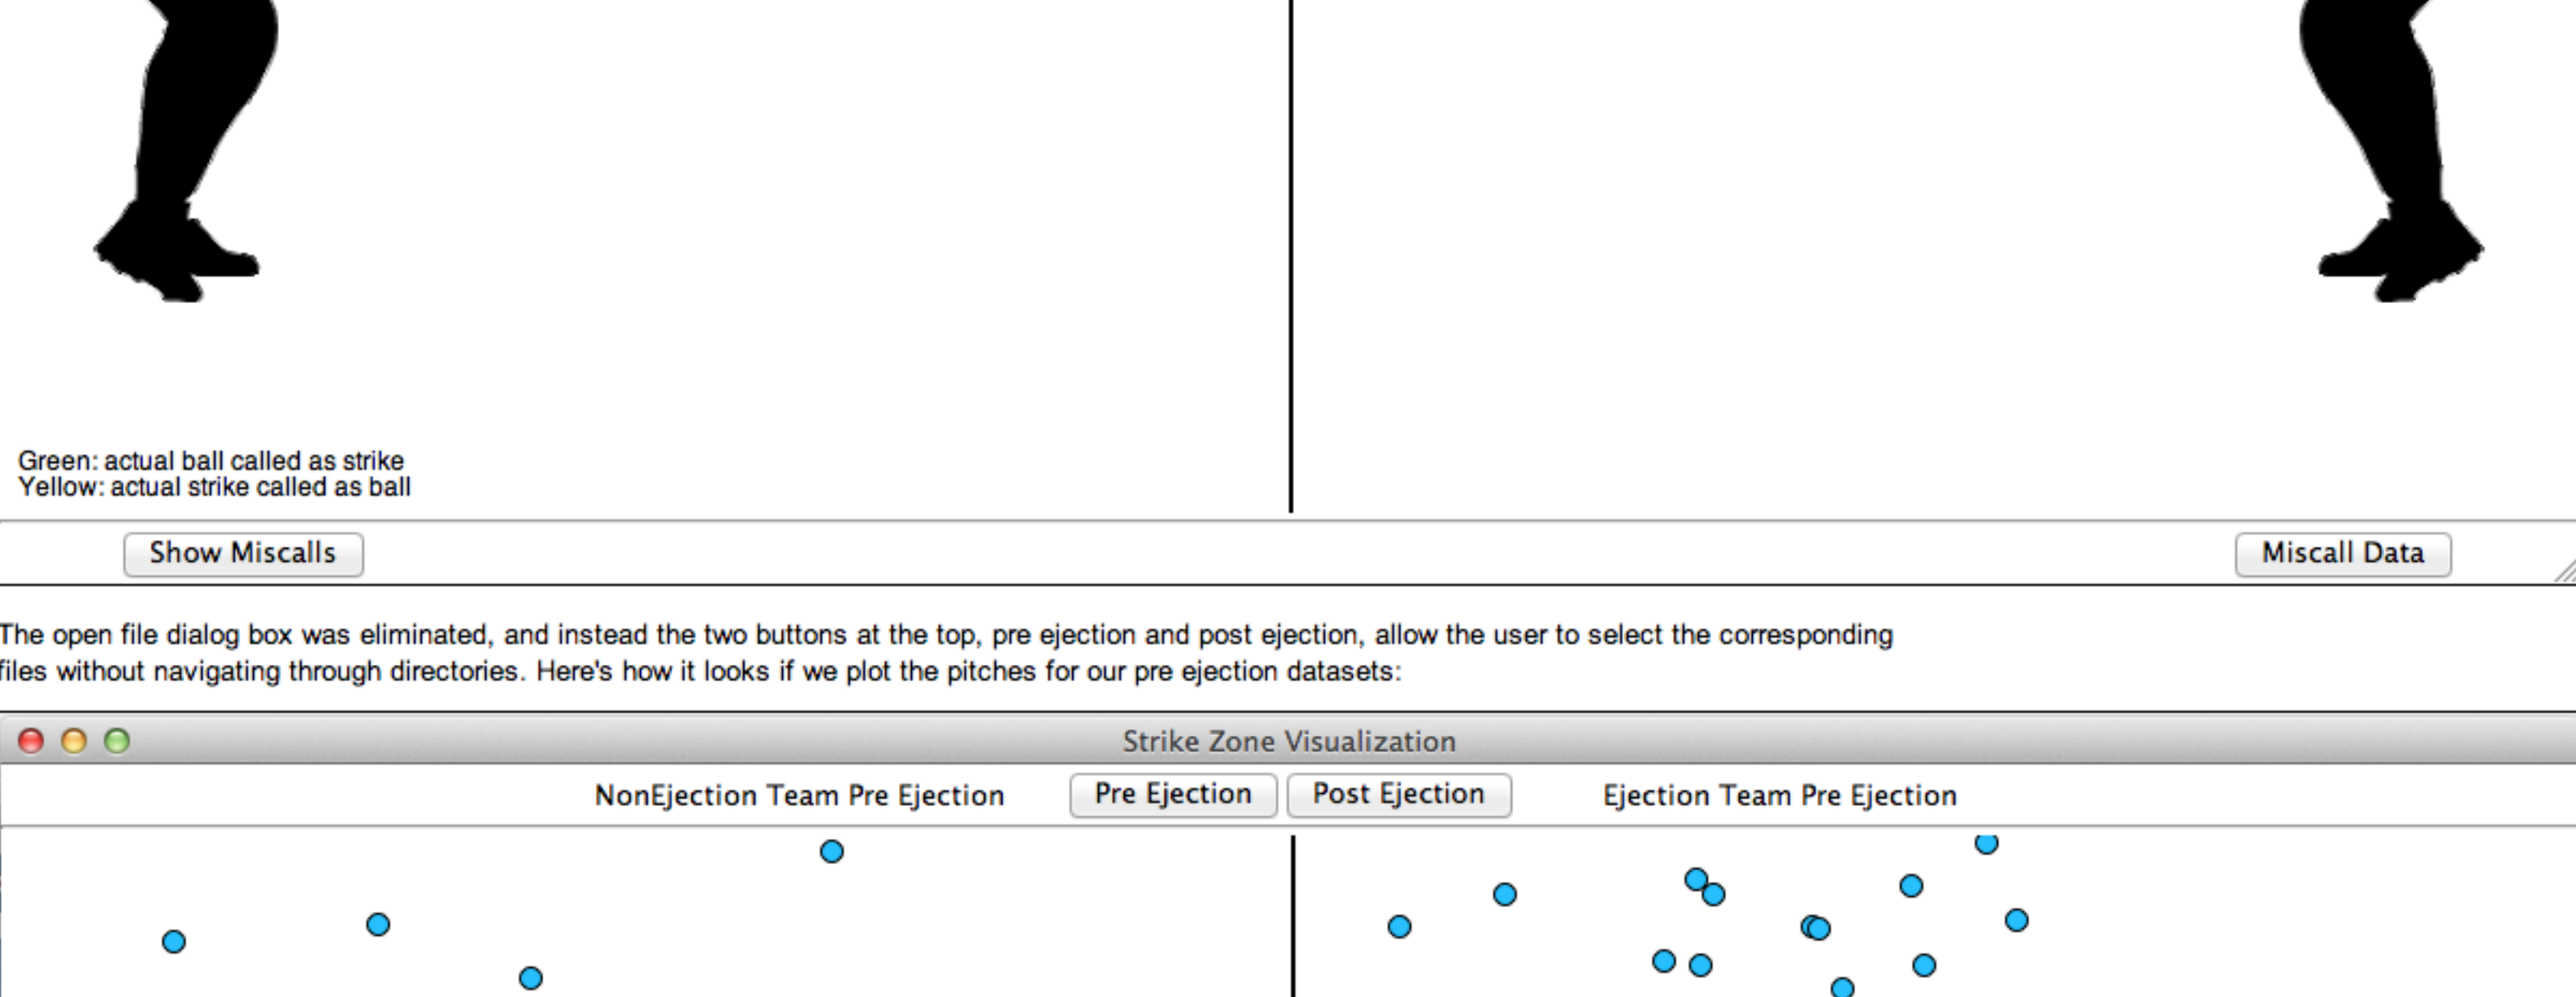 Green: actual ball called as strike
Yellow: actual strike called as ball
Show Miscalls
Miscall Data
The open file dialog box was eliminated, and instead the two buttons at the top, pre ejection and post ejection, allow the user to select the corresponding
files without navigating through directories. Here's how it looks if we plot the pitches for our pre ejection datasets:
Strike Zone Visualization
NonEjection Team Pre Ejection
Pre Ejection
Post Ejection
Ejection Team Pre Ejection